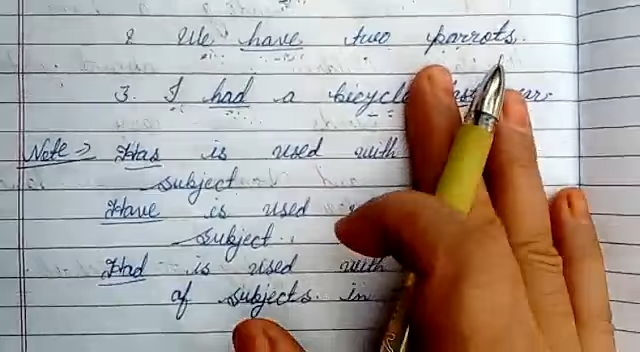 2 We have two parrots.
3. I had a bicycle
Note => Has is used with
subject
Have is used
subject.
Had is used with
of subjects in